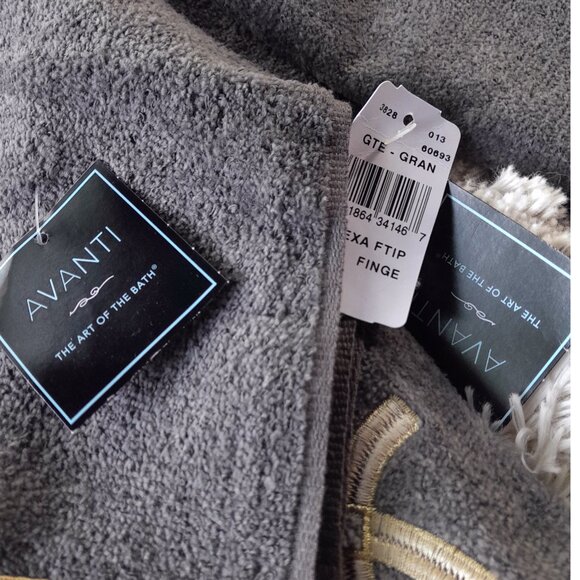 AVANTI
THE ART OF THE BATH®
3828 013
60693
GTE - GRAN
1864 34146 7
EXA FTIP
FINGE
AVANTI
THE ART OF THE BATH®